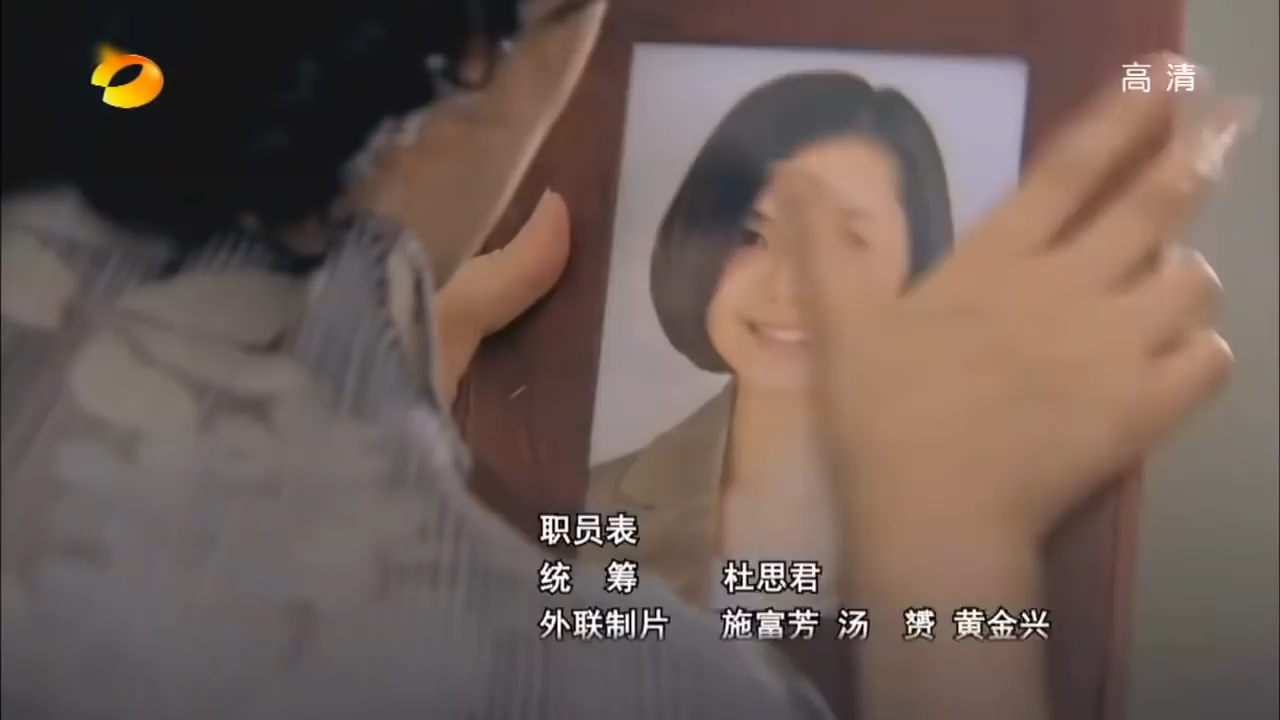 高清
职员表
统 筹 杜思君
外联制片 施富芳 汤 赟 黄金兴